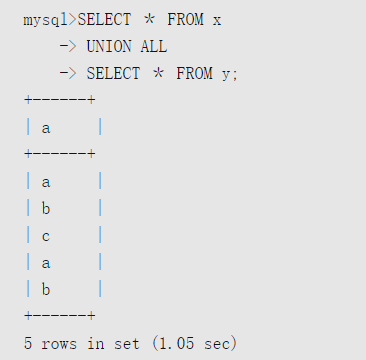 mysql>SELECT * FROM x
-> UNION ALL
-> SELECT * FROM y;
+------+
| a |
+------+
| a |
| b |
| c |
| a |
| b |
+------+
5 rows in set (1.05 sec)